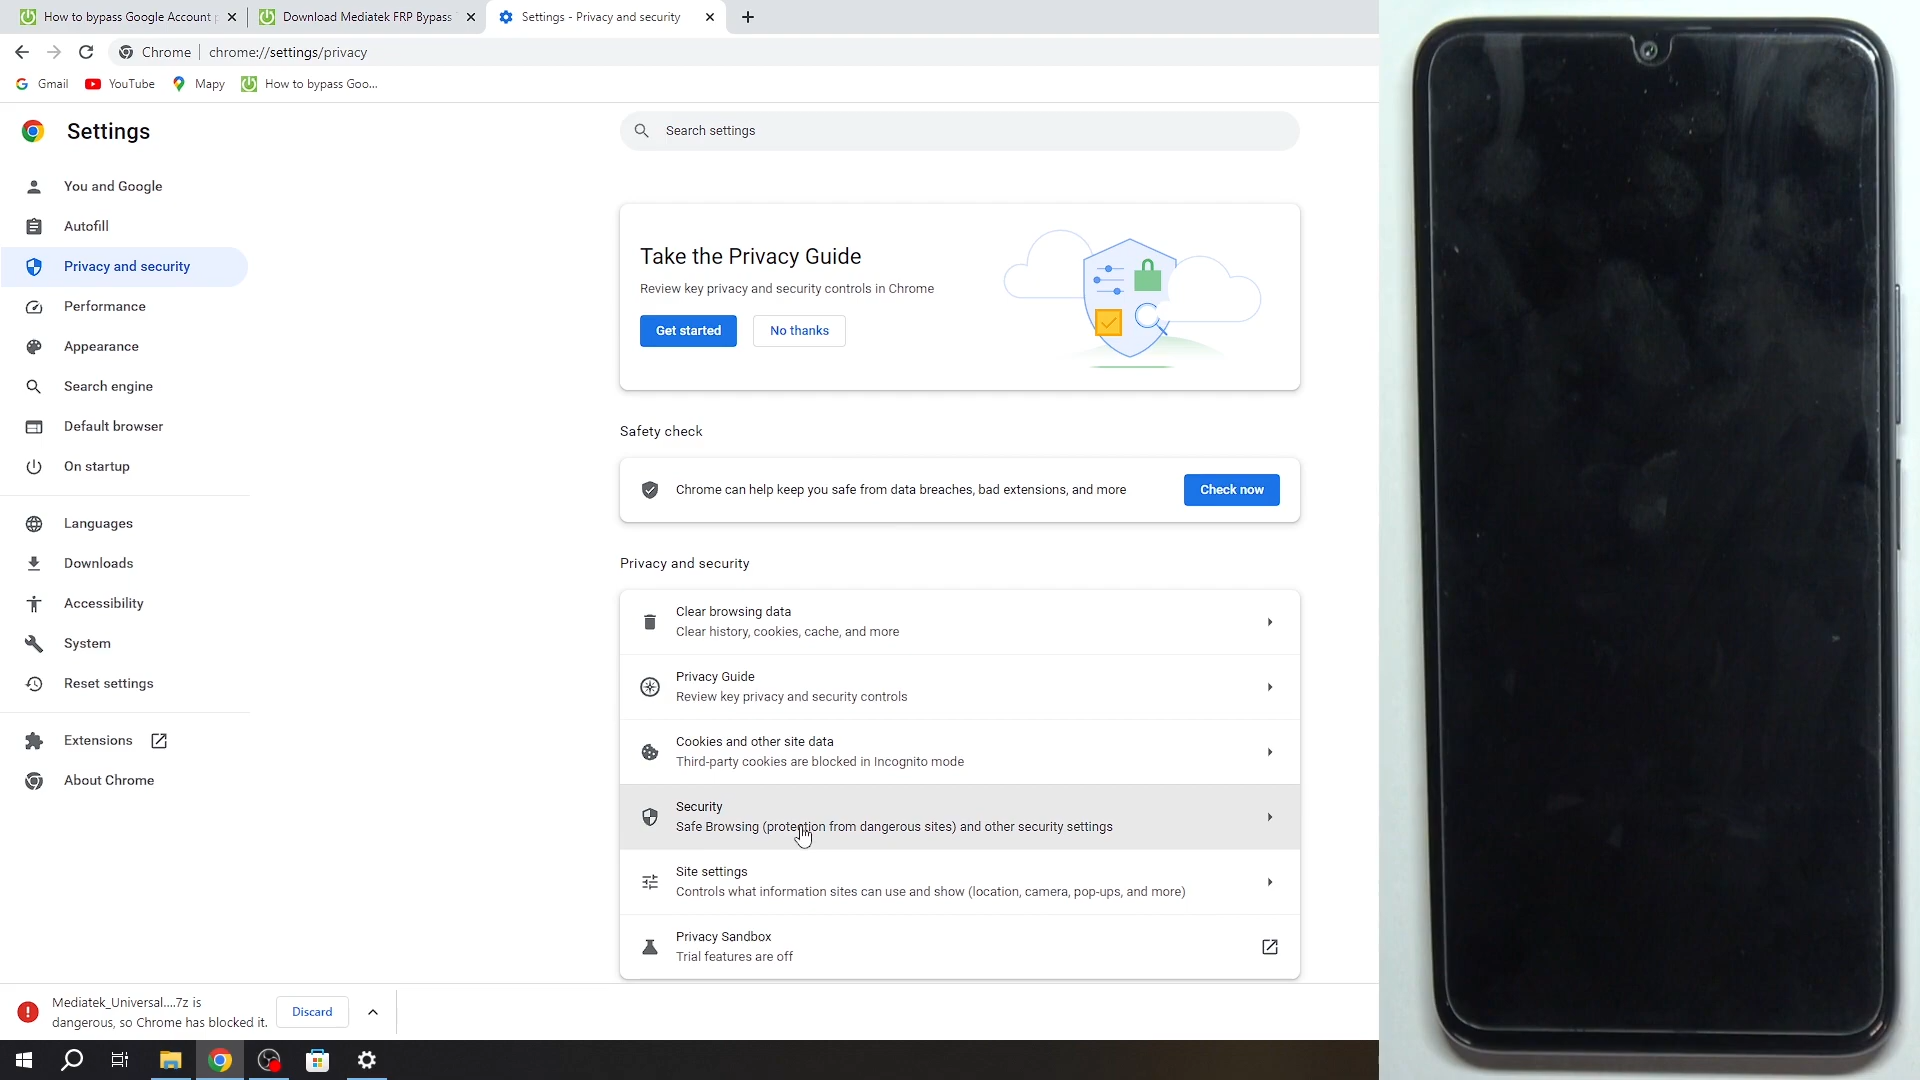 How to bypass Google Account
Download Mediatek FRP Bypass
Settings - Privacy and security
Chrome
chrome://settings/privacy
Gmail
YouTube
Mapy
How to bypass Goo...
Settings
Search settings
You and Google
Autofill
Privacy and security
Performance
Appearance
Search engine
Default browser
On startup
Languages
Downloads
Accessibility
System
Reset settings
Extensions
About Chrome
Take the Privacy Guide
Review key privacy and security controls in Chrome
Get started
No thanks
Safety check
Chrome can help keep you safe from data breaches, bad extensions, and more
Check now
Privacy and security
Clear browsing data
Clear history, cookies, cache, and more
Privacy Guide
Review key privacy and security controls
Cookies and other site data
Third-party cookies are blocked in Incognito mode
Security
Safe Browsing (protection from dangerous sites) and other security settings
Site settings
Controls what information sites can use and show (location, camera, pop-ups, and more)
Privacy Sandbox
Trial features are off
Mediatek_Universal....7z is
dangerous, so Chrome has blocked it.
Discard